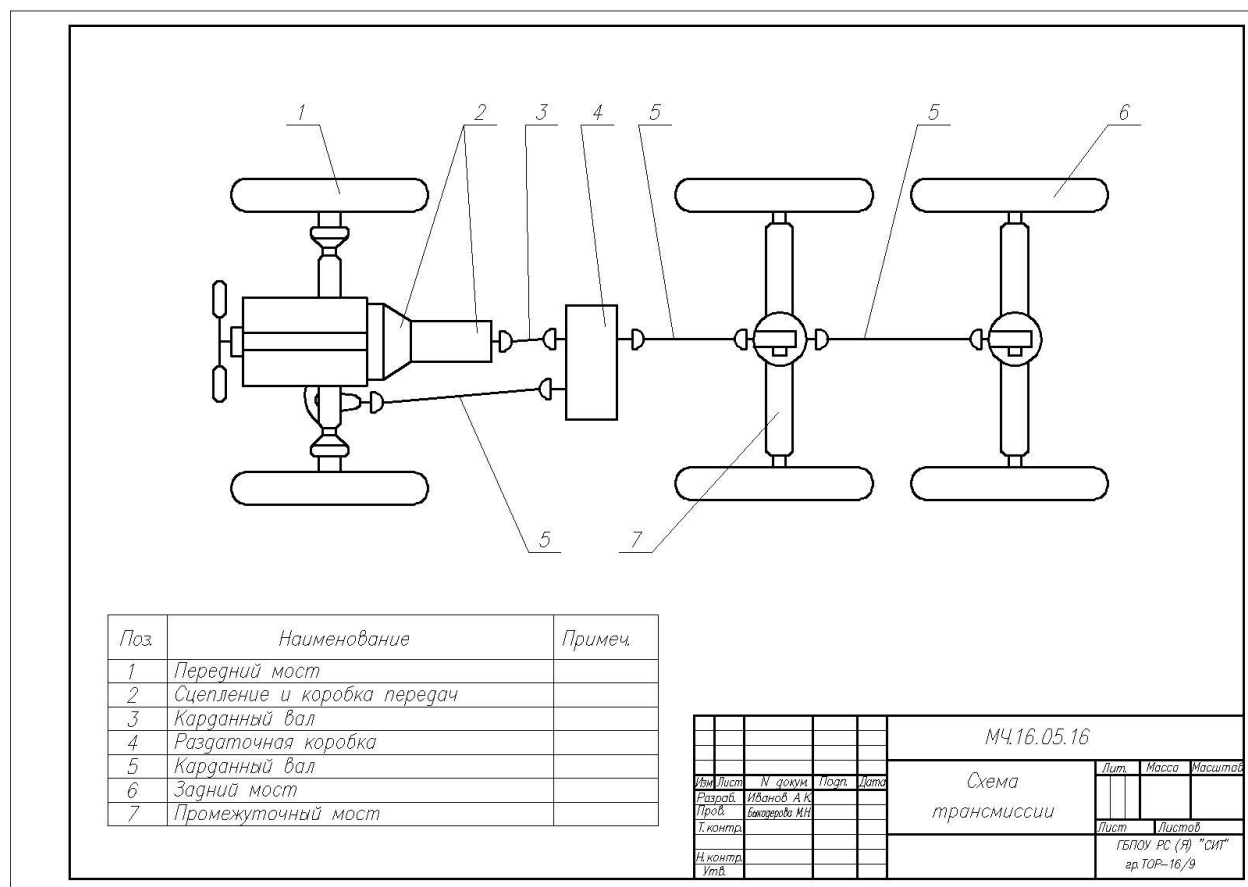 1 2 3 4 5 5 6
5 7
Поз. Наименование Примеч.
1 Передний мост
2 Сцепление и коробка передач
3 Карданный вал
4 Раздаточная коробка
5 Карданный вал
6 Задний мост
7 Промежуточный мост
МЧ.16.05.16
Изм Лист N докум. Подп. Дата
Разраб. Иванов А.К.
Пров. Быкадерова М.Н
Т. контр.
Н. контр.
Утв.
Схема
трансмиссии
Лит. Масса Масштаб
Лист Листов
ГБПОУ РС (Я) "СИТ"
гр. ТОР-16/9